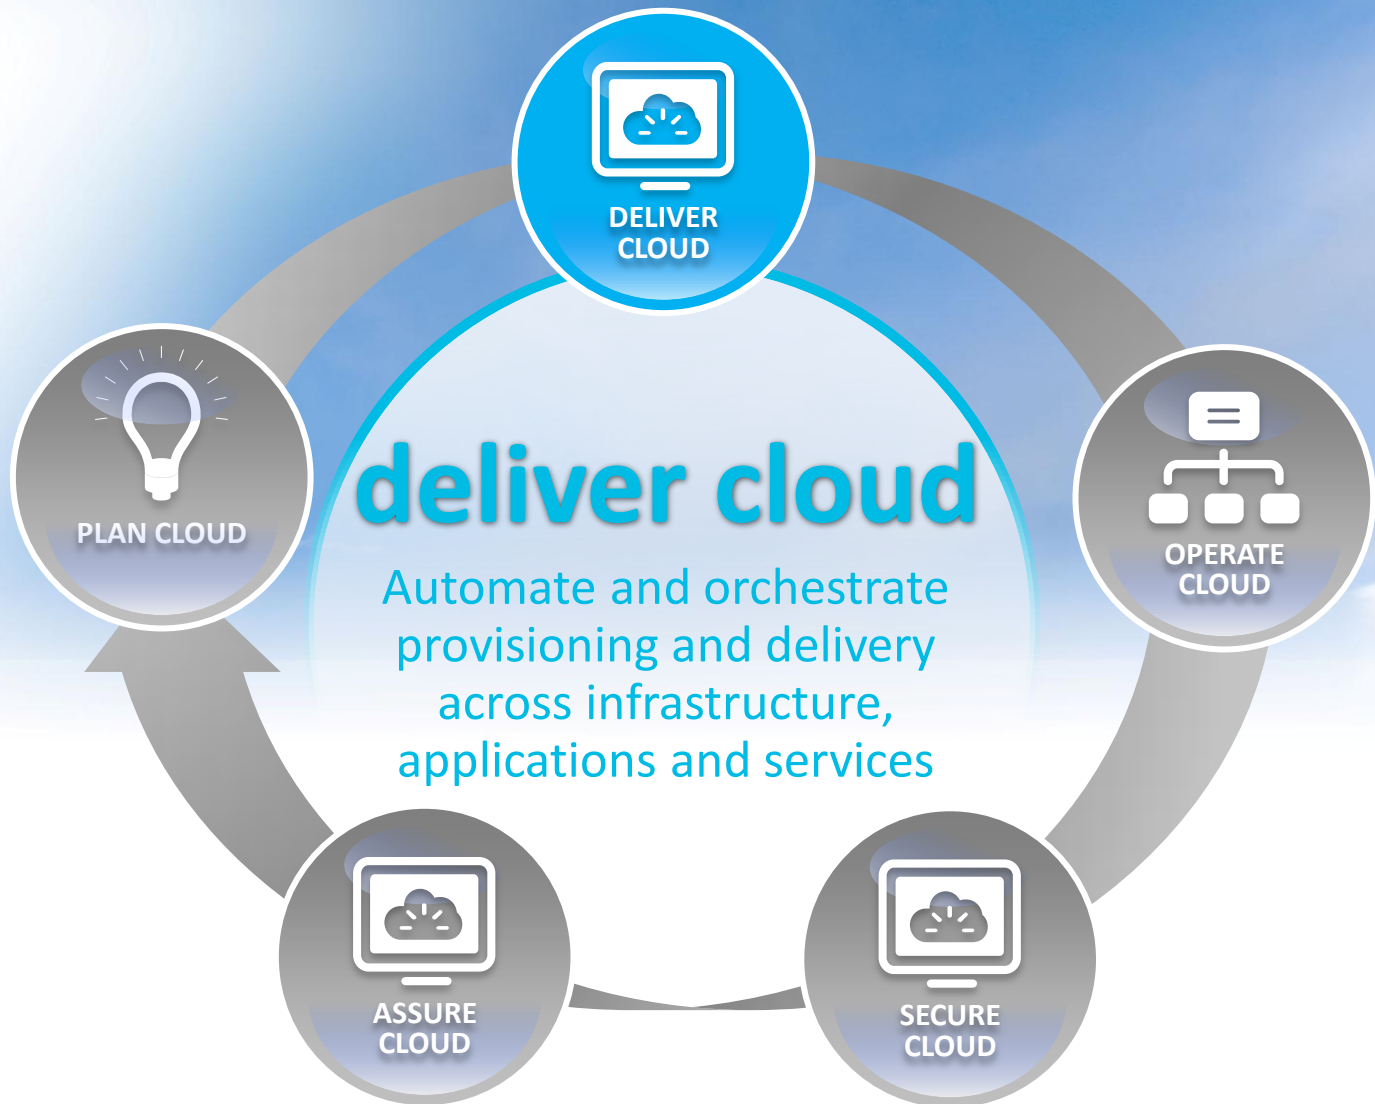 DELIVER
CLOUD
PLAN CLOUD
OPERATE
CLOUD
deliver cloud
Automate and orchestrate
provisioning and delivery
across infrastructure,
applications and services
ASSURE
CLOUD
SECURE
CLOUD